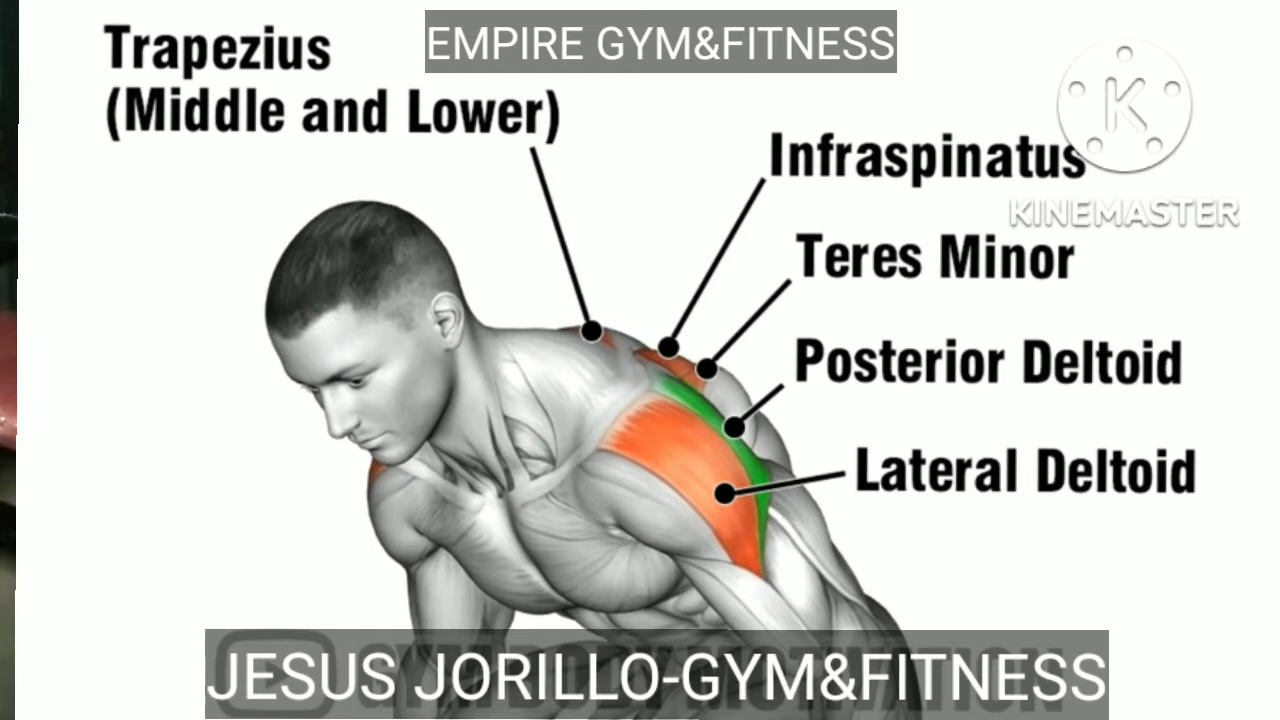 EMPIRE GYM&FITNESS
Trapezius
(Middle and Lower)
Infraspinatus
KINEMASTER
Teres Minor
Posterior Deltoid
Lateral Deltoid
JESUS JORILLO-GYM&FITNESS